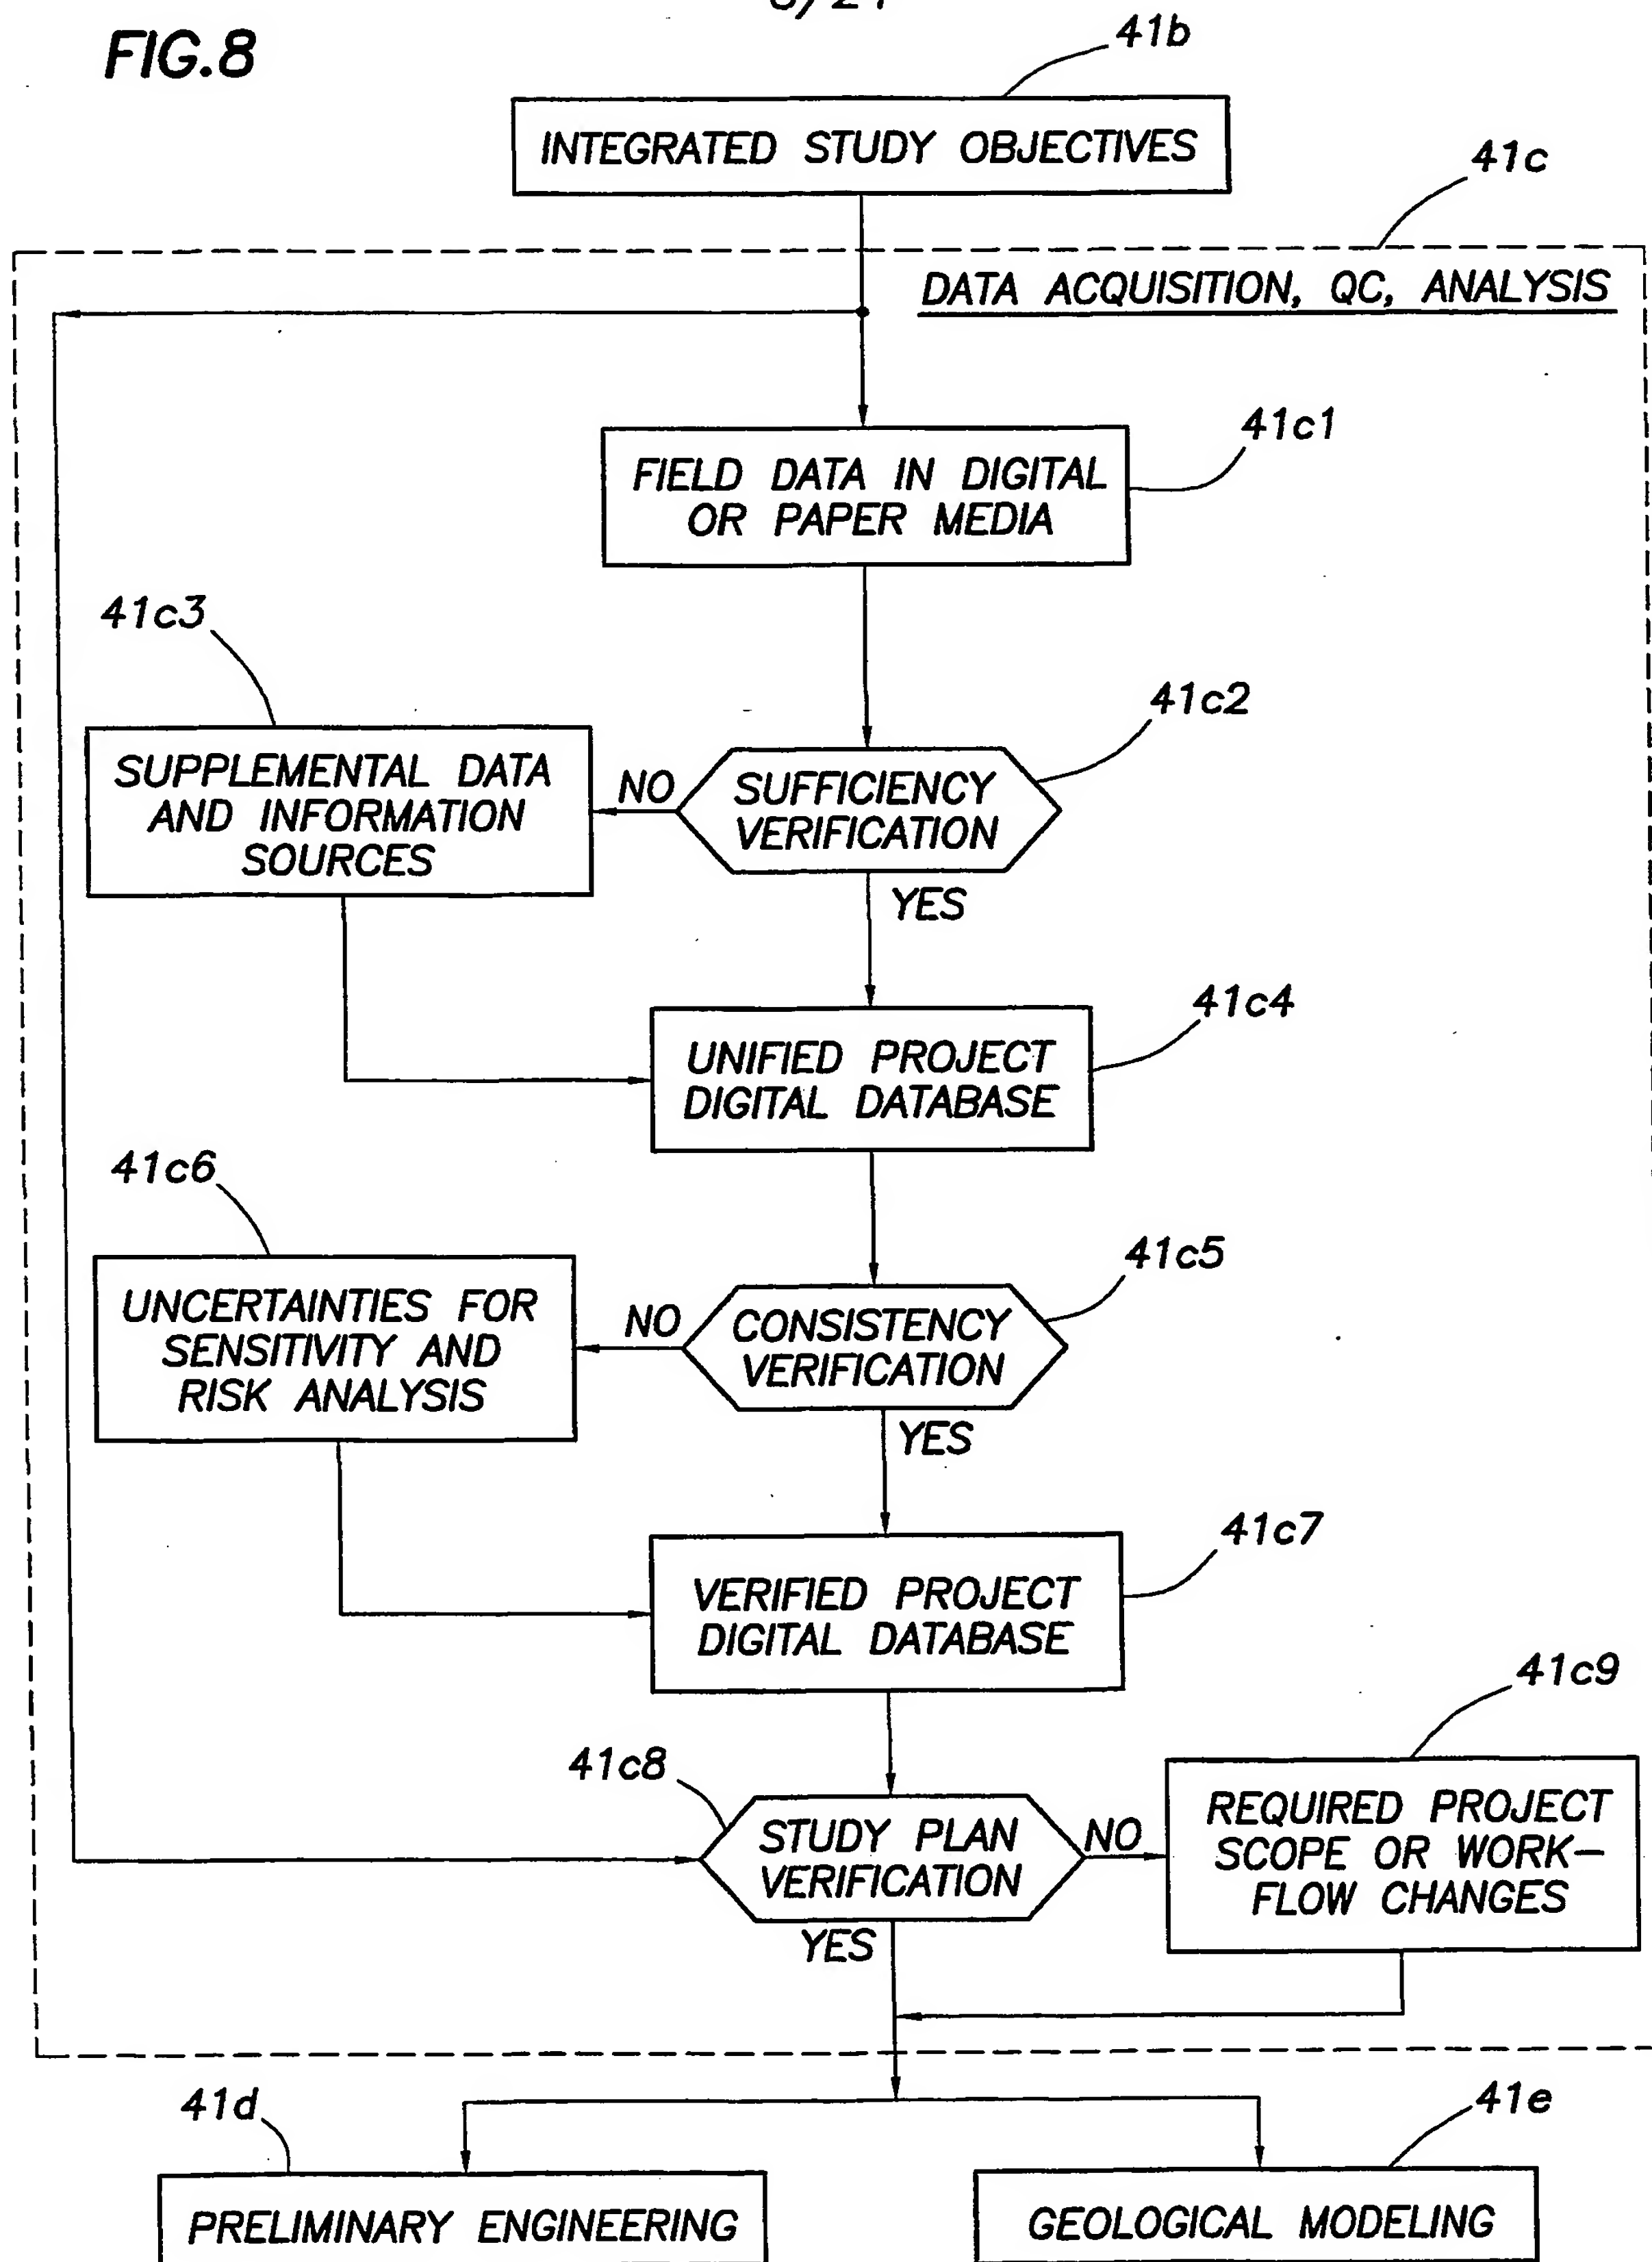 FIG.8
41b
INTEGRATED STUDY OBJECTIVES
41c
DATA ACQUISITION, QC, ANALYSIS
41c1
FIELD DATA IN DIGITAL
OR PAPER MEDIA
41c3
41c2
SUPPLEMENTAL DATA
AND INFORMATION
SOURCES
NO
SUFFICIENCY
VERIFICATION
YES
41c4
UNIFIED PROJECT
DIGITAL DATABASE
41c6
41c5
UNCERTAINTIES FOR
SENSITIVITY AND
RISK ANALYSIS
NO
CONSISTENCY
VERIFICATION
YES
41c7
VERIFIED PROJECT
DIGITAL DATABASE
41c9
41c8
STUDY PLAN
VERIFICATION
NO
REQUIRED PROJECT
SCOPE OR WORK-
FLOW CHANGES
YES
41d
41e
PRELIMINARY ENGINEERING
GEOLOGICAL MODELING